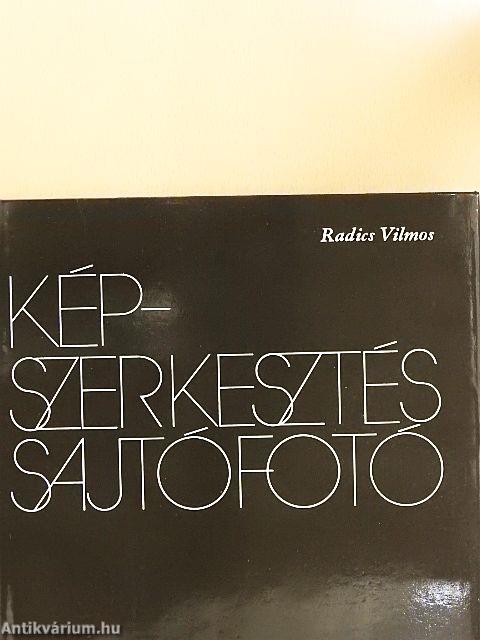 Radics Vilmos
KÉP-
SZERKESZTÉS
SAJTÓFOTÓ
Antikvárium.hu